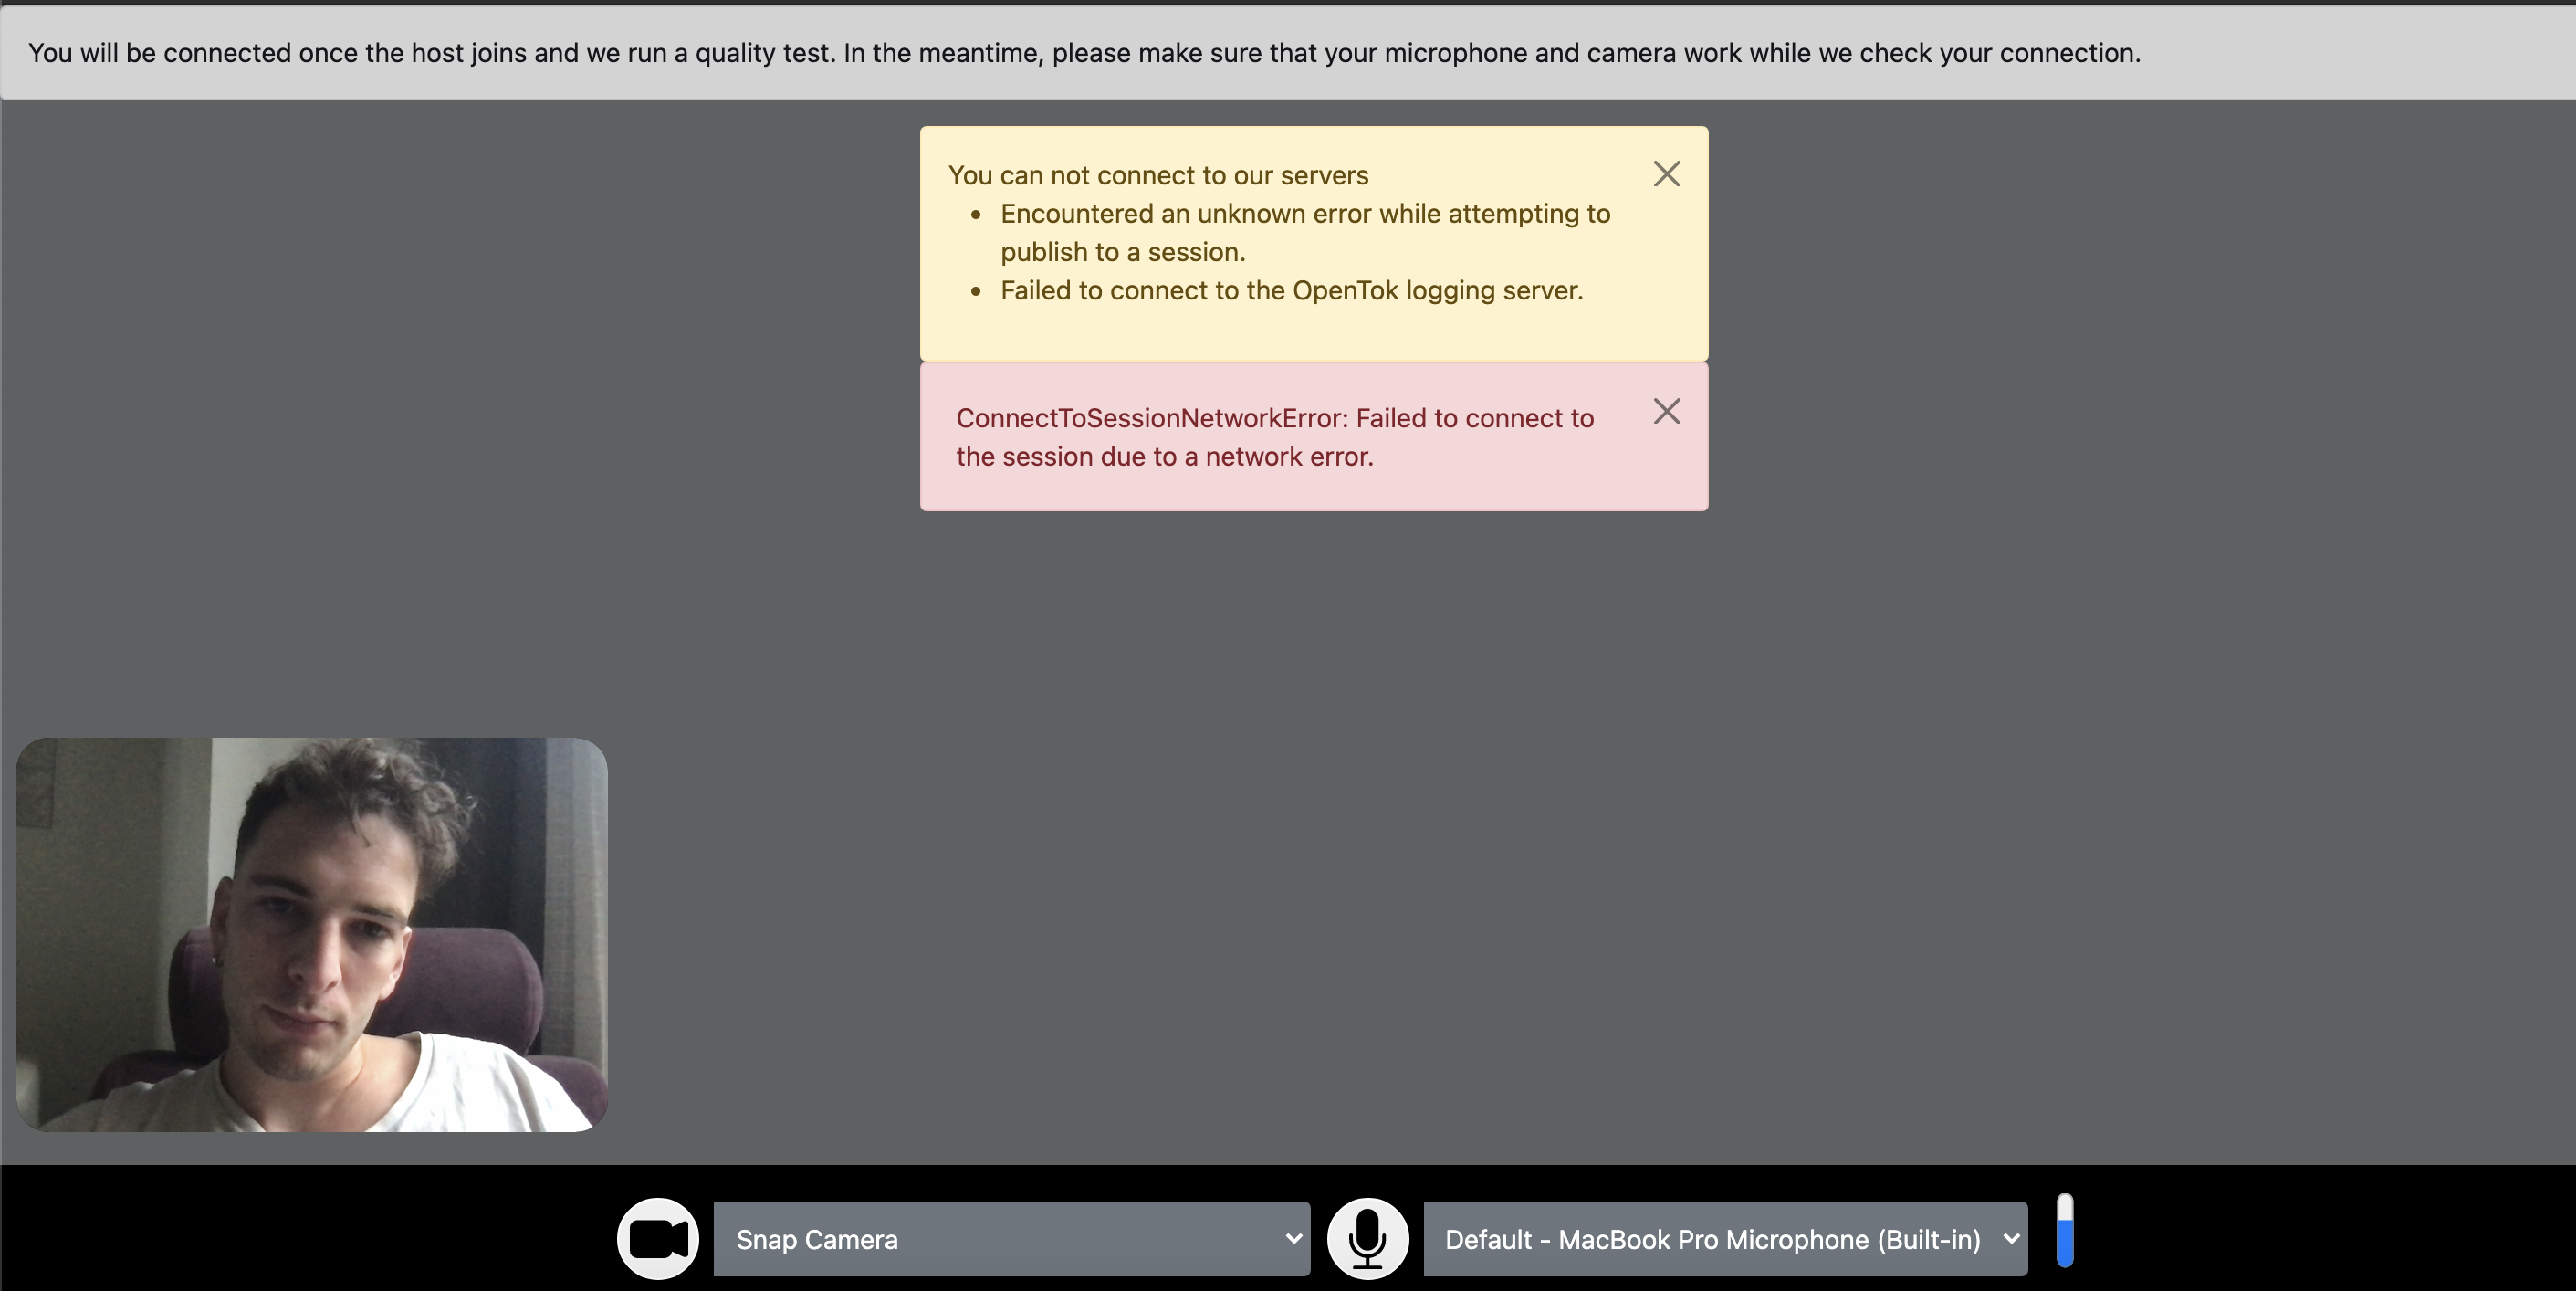 You will be connected once the host joins and we run a quality test. In the meantime, please make sure that your microphone and camera work while we check your connection.
You can not connect to our servers
• Encountered an unknown error while attempting to
publish to a session.
• Failed to connect to the OpenTok logging server.
ConnectToSessionNetworkError: Failed to connect to
the session due to a network error.
Snap Camera
Default - MacBook Pro Microphone (Built-in)